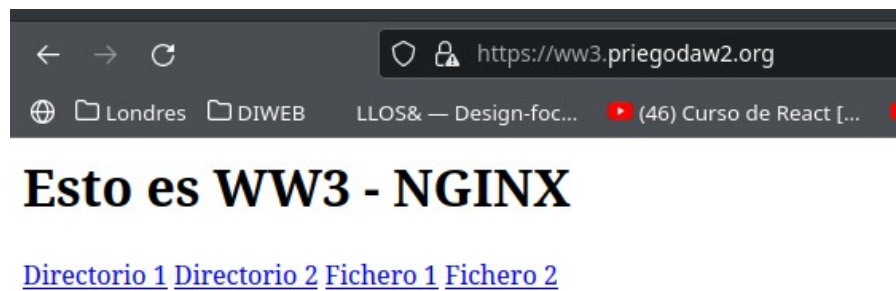 https://ww3.priegodaw2.org
Londres DIWEB LLOS& — Design-foc... (46) Curso de React [...
Esto es WW3 - NGINX
Directorio 1 Directorio 2 Fichero 1 Fichero 2